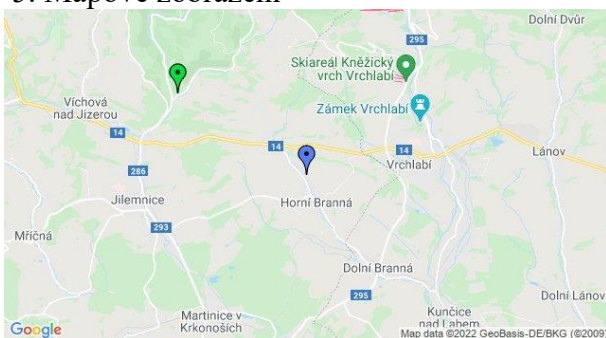 3. Mapové zobrazení
Dolní Dvůr
295
Skiareál Kněžický
vrch Vrchlabí
Víchová
nad Jizerou
Zámek Vrchlabí
14
14
14
Lánov
286
Vrchlabí
Jilemnice
Horní Branná
293
Míříčná
Dolní Branná
295
Dolní Lánov
Martinice v
Krkonoších
Kunčice
nad Labem
Google
Map data ©2022 GeoBasis-DE/BKG (©2009)